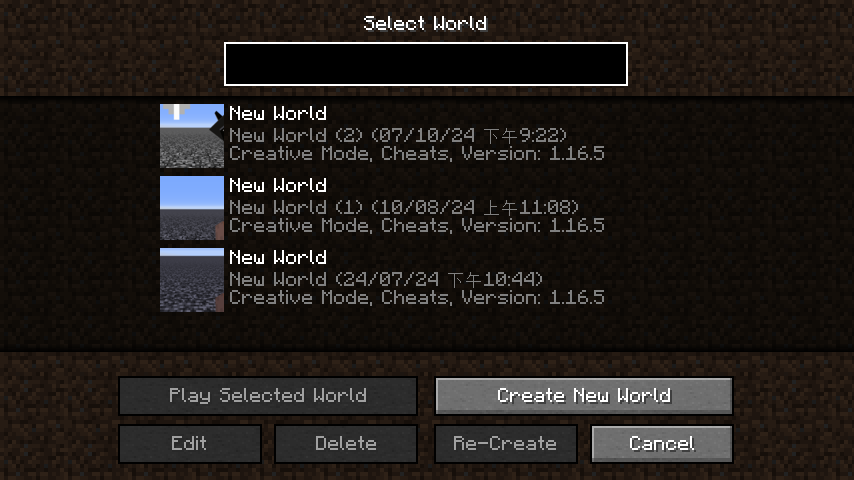 Select World
New World
New World (2) (07/10/24 下午9:22)
Creative Mode, Cheats, Version: 1.16.5
New World
New World (1) (10/08/24 上午11:08)
Creative Mode, Cheats, Version: 1.16.5
New World
New World (24/07/24 下午10:44)
Creative Mode, Cheats, Version: 1.16.5
Play Selected World
Create New World
Edit
Delete
Re-Create
Cancel